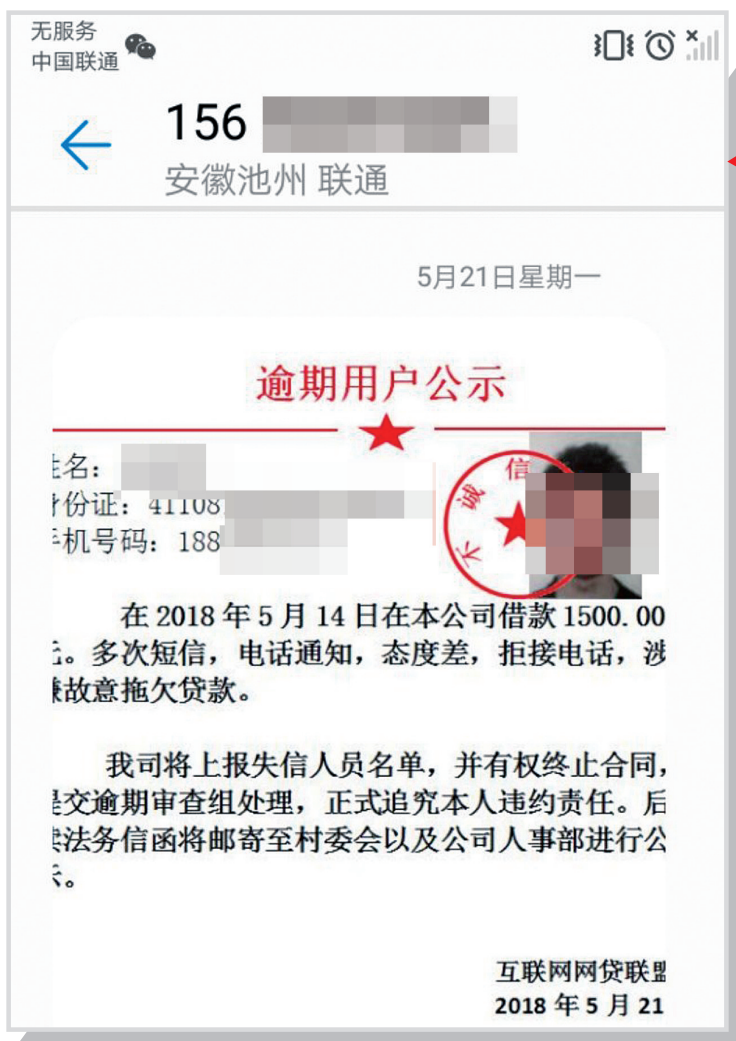 无服务
中国联通
156
安徽池州 联通
5月21日星期一
逾期用户公示
名：
份证：41108
机号码：188
不诚信
在 2018 年 5 月 14 日在本公司借款 1500.00
。多次短信，电话通知，态度差，拒接电话，涉
故意拖欠贷款。
我司将上报失信人员名单，并有权终止合同，
交逾期审查组处理，正式追究本人违约责任。后
法务信函将邮寄至村委会以及公司人事部进行公
。
互联网网贷联盟
2018 年 5 月 21